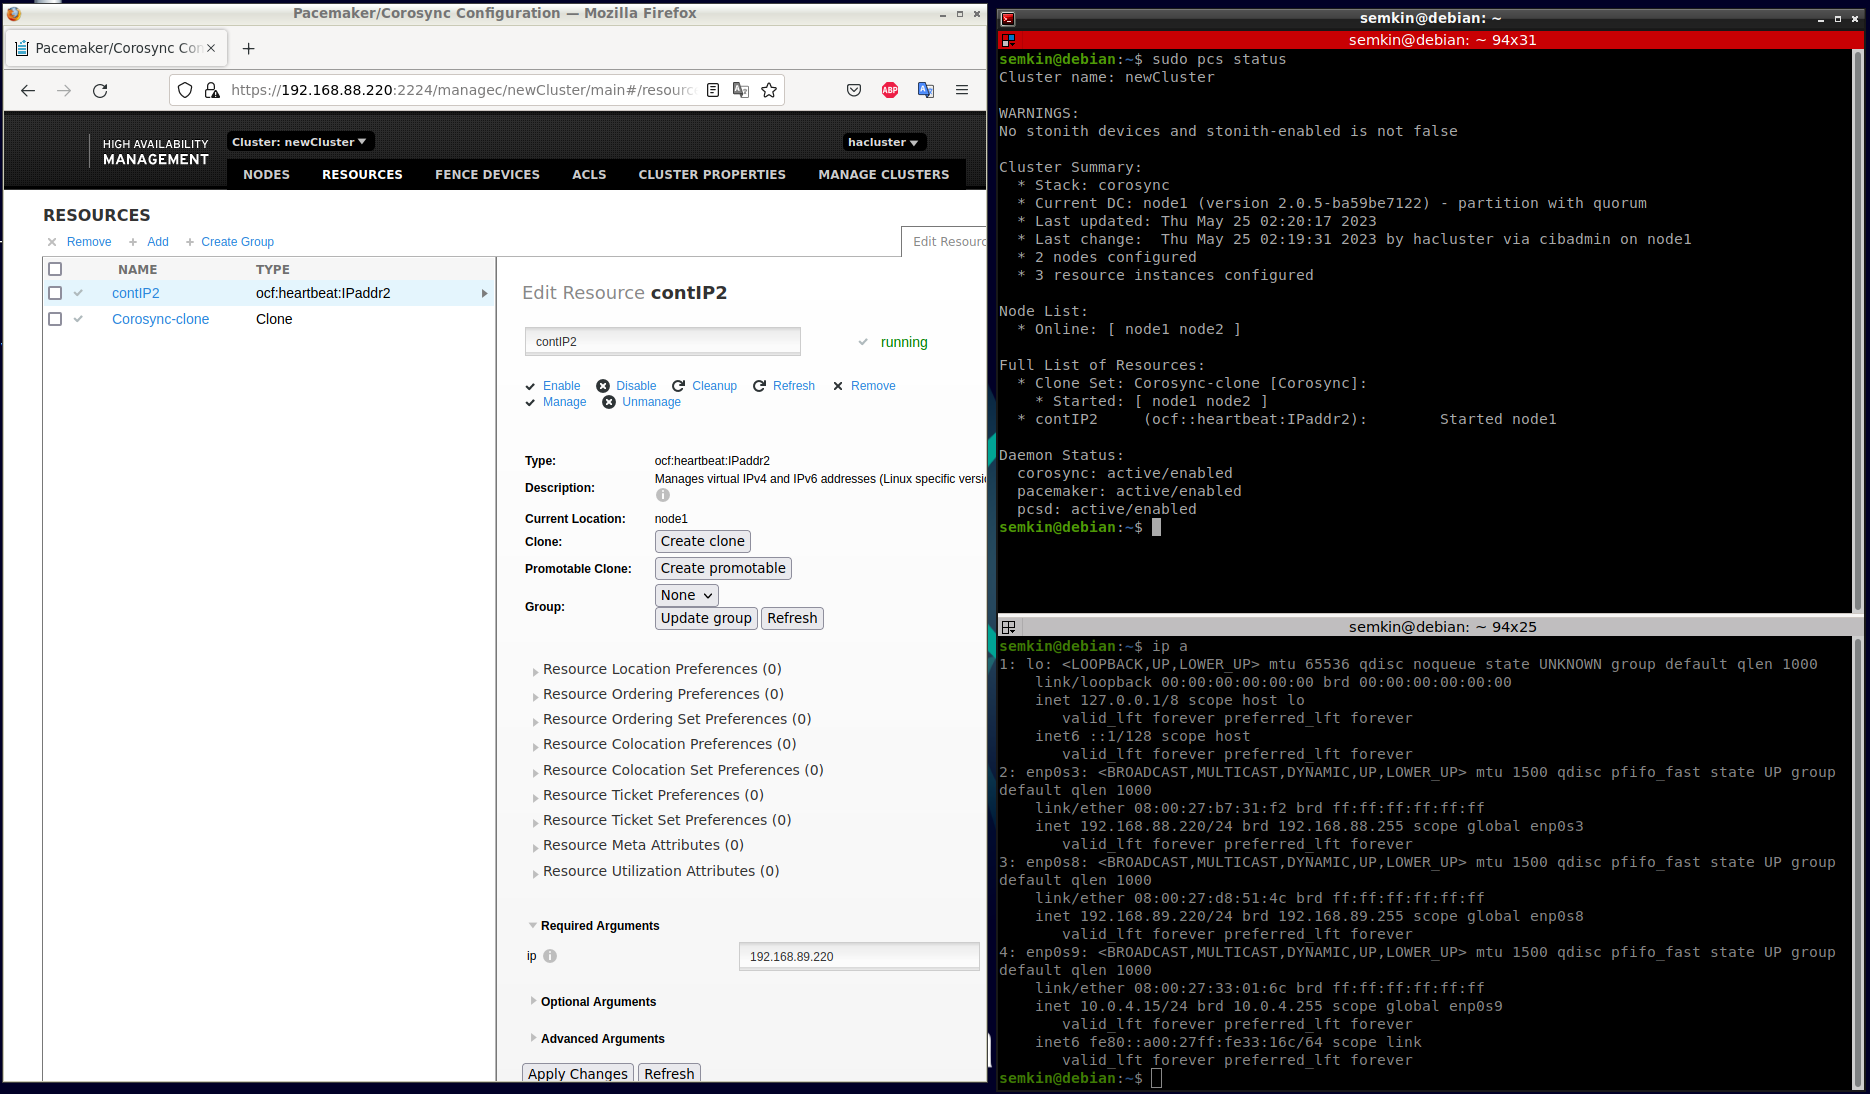 Pacemaker/Corosync Configuration — Mozilla Firefox
Pacemaker/Corosync Con
https://192.168.88.220:2224/managec/newCluster/main#/resourc
HIGH AVAILABILITY
MANAGEMENT
Cluster: newCluster
hacluster
NODES RESOURCES FENCE DEVICES ACLS CLUSTER PROPERTIES MANAGE CLUSTERS
RESOURCES
Remove Add Create Group
Edit Resourc
NAME TYPE
contIP2 ocf:heartbeat:IPaddr2
Corosync-clone Clone
Edit Resource contIP2
contIP2
running
Enable Disable Cleanup Refresh Remove
Manage Unmanage
Type: ocf:heartbeat:IPaddr2
Description: Manages virtual IPv4 and IPv6 addresses (Linux specific versi
Current Location: node1
Clone: Create clone
Promotable Clone: Create promotable
Group: None
Update group Refresh
Resource Location Preferences (0)
Resource Ordering Preferences (0)
Resource Ordering Set Preferences (0)
Resource Colocation Preferences (0)
Resource Colocation Set Preferences (0)
Resource Ticket Preferences (0)
Resource Ticket Set Preferences (0)
Resource Meta Attributes (0)
Resource Utilization Attributes (0)
Required Arguments
ip 192.168.89.220
Optional Arguments
Advanced Arguments
Apply Changes Refresh
semkin@debian: ~
semkin@debian: ~ 94x31
semkin@debian:~$ sudo pcs status
Cluster name: newCluster
WARNINGS:
No stonith devices and stonith-enabled is not false
Cluster Summary:
* Stack: corosync
* Current DC: node1 (version 2.0.5-ba59be7122) - partition with quorum
* Last updated: Thu May 25 02:20:17 2023
* Last change:  Thu May 25 02:19:31 2023 by hacluster via cibadmin on node1
* 2 nodes configured
* 3 resource instances configured
Node List:
* Online: [ node1 node2 ]
Full List of Resources:
* Clone Set: Corosync-clone [Corosync]:
* Started: [ node1 node2 ]
* contIP2     (ocf::heartbeat:IPaddr2):        Started node1
Daemon Status:
corosync: active/enabled
pacemaker: active/enabled
pcsd: active/enabled
semkin@debian:~$
semkin@debian: ~ 94x25
semkin@debian:~$ ip a
1: lo: <LOOPBACK,UP,LOWER_UP> mtu 65536 qdisc noqueue state UNKNOWN group default qlen 1000
link/loopback 00:00:00:00:00:00 brd 00:00:00:00:00:00
inet 127.0.0.1/8 scope host lo
valid_lft forever preferred_lft forever
inet6 ::1/128 scope host
valid_lft forever preferred_lft forever
2: enp0s3: <BROADCAST,MULTICAST,DYNAMIC,UP,LOWER_UP> mtu 1500 qdisc pfifo_fast state UP group
default qlen 1000
link/ether 08:00:27:b7:31:f2 brd ff:ff:ff:ff:ff:ff
inet 192.168.88.220/24 brd 192.168.88.255 scope global enp0s3
valid_lft forever preferred_lft forever
3: enp0s8: <BROADCAST,MULTICAST,DYNAMIC,UP,LOWER_UP> mtu 1500 qdisc pfifo_fast state UP group
default qlen 1000
link/ether 08:00:27:d8:51:4c brd ff:ff:ff:ff:ff:ff
inet 192.168.89.220/24 brd 192.168.89.255 scope global enp0s8
valid_lft forever preferred_lft forever
4: enp0s9: <BROADCAST,MULTICAST,DYNAMIC,UP,LOWER_UP> mtu 1500 qdisc pfifo_fast state UP group
default qlen 1000
link/ether 08:00:27:33:01:6c brd ff:ff:ff:ff:ff:ff
inet 10.0.4.15/24 brd 10.0.4.255 scope global enp0s9
valid_lft forever preferred_lft forever
inet6 fe80::a00:27ff:fe33:16c/64 scope link
valid_lft forever preferred_lft forever
semkin@debian:~$